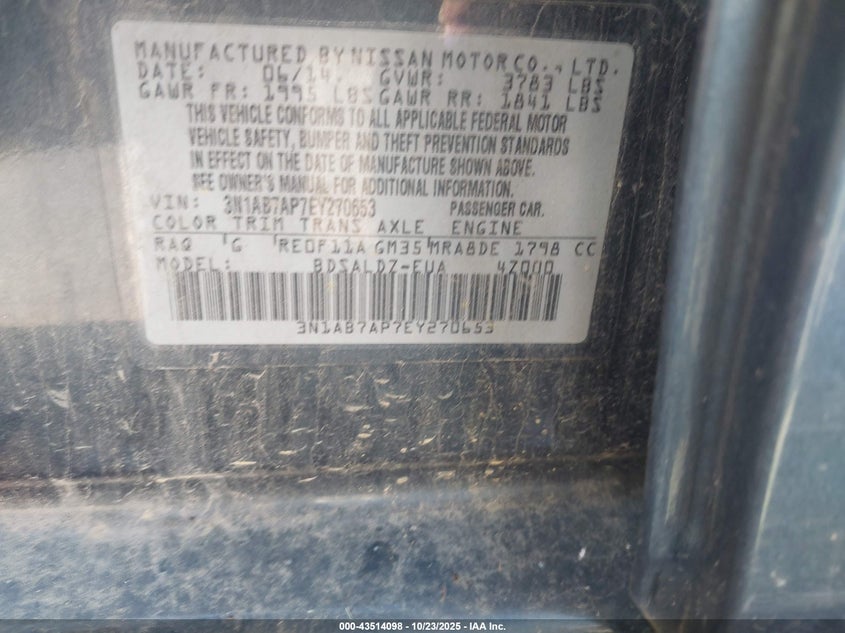 MANUFACTURED BY NISSAN MOTOR CO., LTD.
DATE: 06/14 GVWR: 3783 LBS
GAWR FR: 1995 LBS GAWR RR: 1841 LBS
THIS VEHICLE CONFORMS TO ALL APPLICABLE FEDERAL MOTOR
VEHICLE SAFETY, BUMPER AND THEFT PREVENTION STANDARDS
IN EFFECT ON THE DATE OF MANUFACTURE SHOWN ABOVE.
SEE OWNER'S MANUAL FOR ADDITIONAL INFORMATION.
VIN: 3N1AB7AP7EY270653 PASSENGER CAR.
COLOR TRIM TRANS AXLE ENGINE
RAQ G RE0F11A GM35 MRA8DE 1798 CC
MODEL: BDSALDZ-EUA 4Z000
3N1AB7AP7EY270653
000-43514098 - 10/23/2025 - IAA Inc.